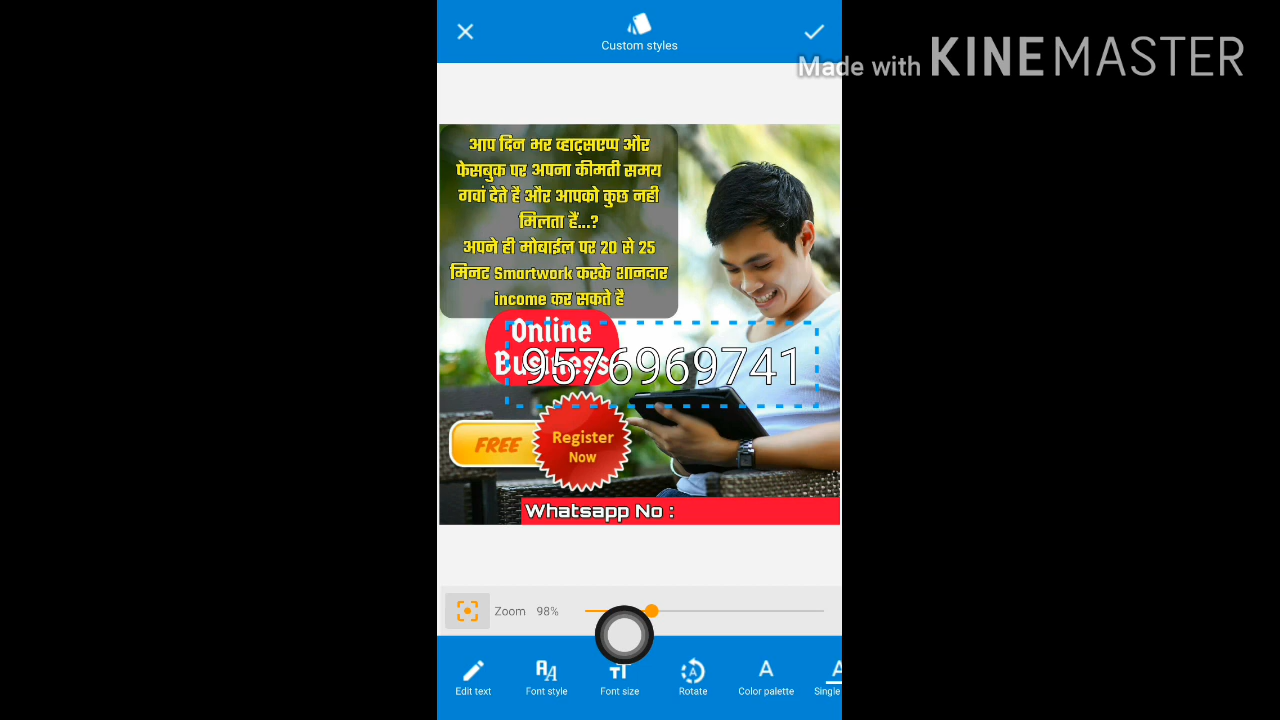 Custom styles
Made with KINEMASTER
आप दिन भर व्हाट्सएप्प और
फेसबुक पर अपना कीमती समय
गवां देते है और आपको कुछ नही
मिलता हैं...?
अपने ही मोबाईल पर 20 से 25
मिनट Smartwork करके शानदार
income कर सकते है
Online
Business
9576969741
FREE
Register
Now
Whatsapp No :
Zoom 98%
Edit text Font style Font size Rotate Color palette Single